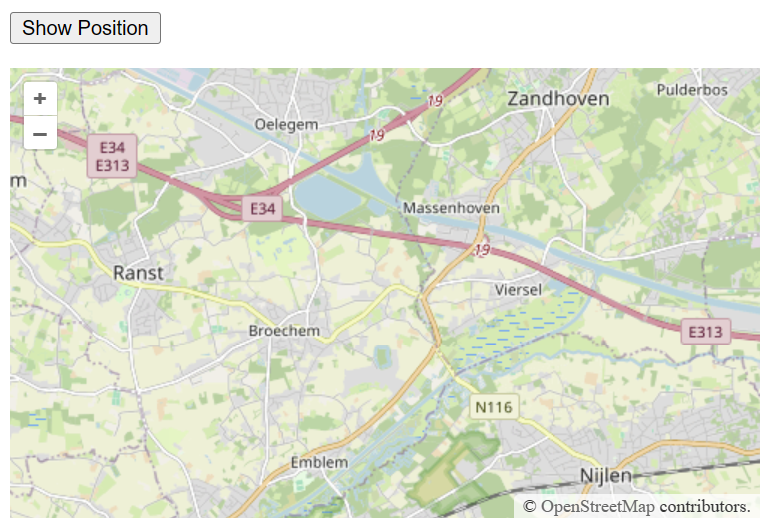 Show Position
+
−
Pulderbos
Zandhoven
19
Oelegem
19
E34
E313
m
E34
Massenhoven
19
Ranst
Viersel
Broechem
E313
N116
Emblem
Nijlen
© OpenStreetMap contributors.